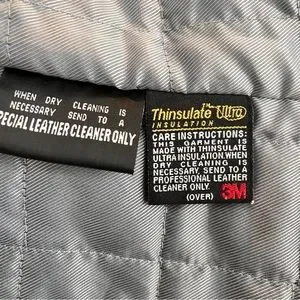 WHEN DRY CLEANING IS
NECESSARY SEND TO A
SPECIAL LEATHER CLEANER ONLY
Thinsulate™ Ultra
INSULATION
CARE INSTRUCTIONS:
THIS GARMENT IS
MADE WITH THINSULATE
ULTRA INSULATION. WHEN
DRY CLEANING IS
NECESSARY, SEND TO A
PROFESSIONAL LEATHER
CLEANER ONLY.
(OVER) 3M